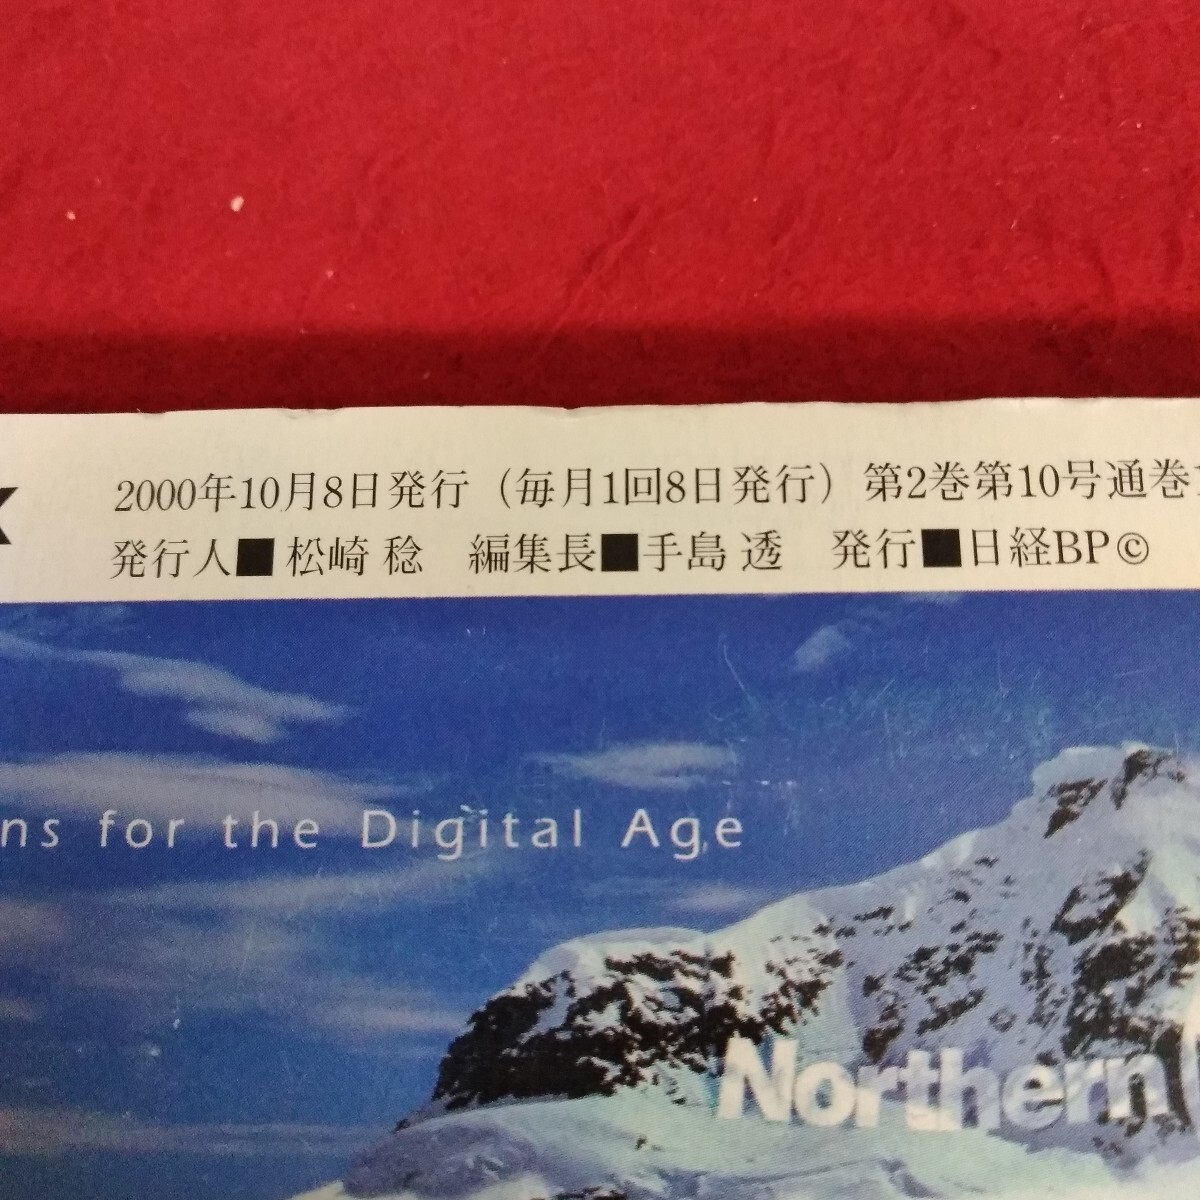 2000年10月8日発行（毎月1回8日発行）第2巻第10号通巻1
発行人■松崎 稔　編集長■手島 透　発行■日経BP©
ns for the Digital Age
Northern